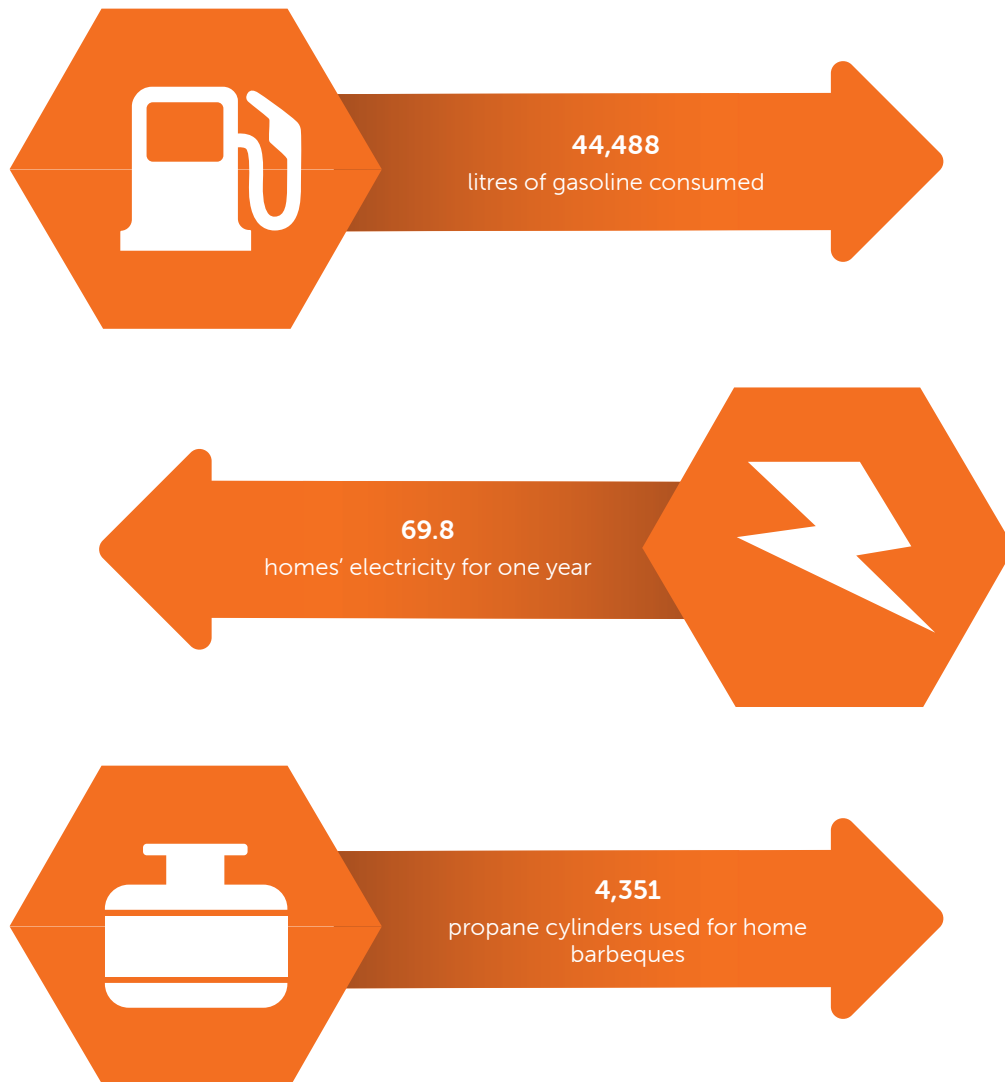 44,488
litres of gasoline consumed
69.8
homes’ electricity for one year
4,351
propane cylinders used for home
barbeques